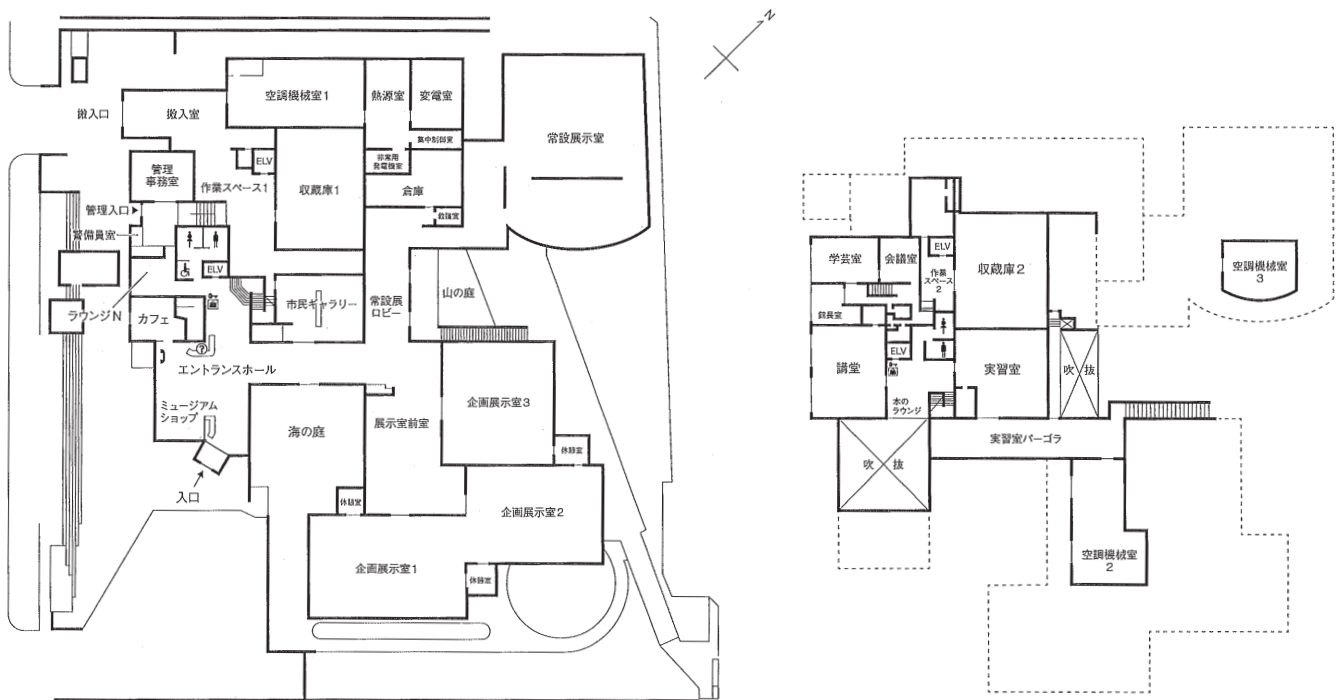 N
空調機械室1
熱源室
変電室
搬入口
搬入室
集中制御室
常設展示室
ELV
非常用
発電機室
管理
事務室
作業スペース1
収蔵庫1
倉庫
管理入口
救護室
警備員室
ELV
ラウンジN
カフェ
市民ギャラリー
常設展
ロビー
山の庭
?
エントランスホール
ミュージアム
ショップ
海の庭
展示室前室
企画展示室3
休憩室
入口
休憩室
企画展示室2
企画展示室1
休憩室
学芸室
会議室
ELV
作業
スペース
2
収蔵庫2
空調機械室
3
館長室
講堂
ELV
実習室
吹 抜
本の
ラウンジ
実習室パーゴラ
吹 抜
空調機械室
2